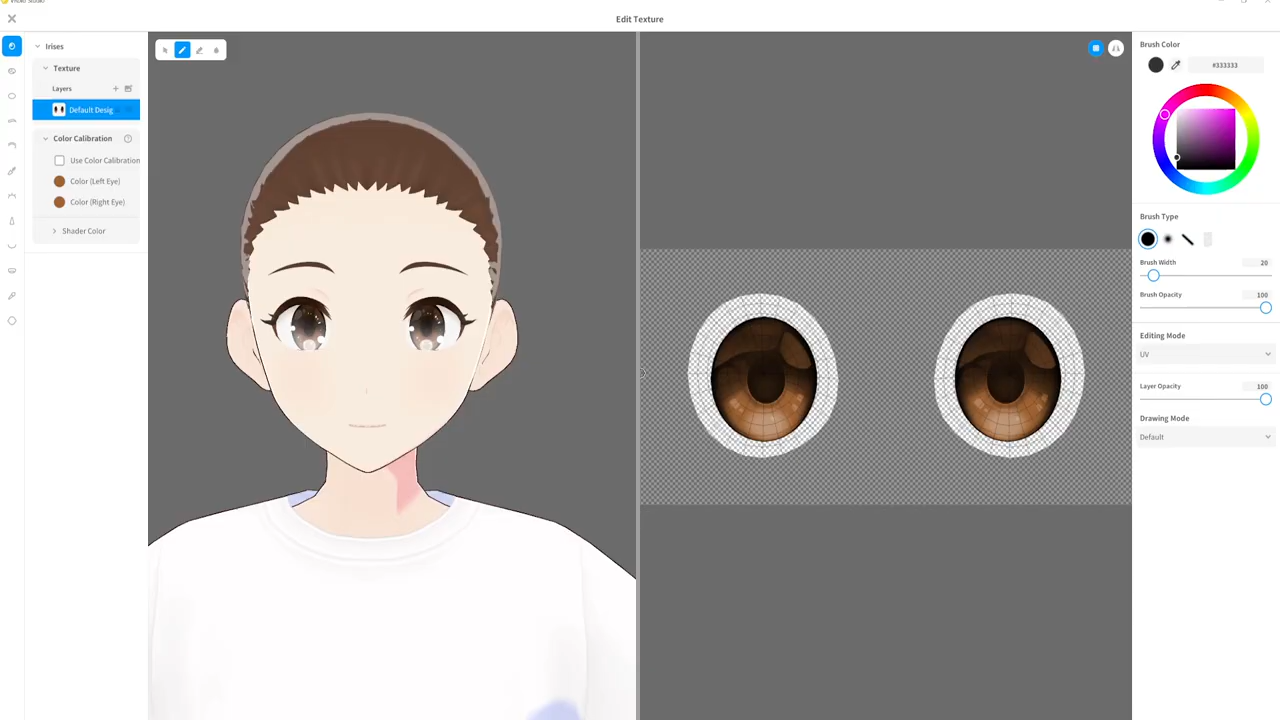 Edit Texture
Irises
Texture
Layers
Default Desig
Color Calibration
Use Color Calibration
Color (Left Eye)
Color (Right Eye)
Shader Color
Brush Color
#333333
Brush Type
Brush Width
20
Brush Opacity
100
Editing Mode
UV
Layer Opacity
100
Drawing Mode
Default